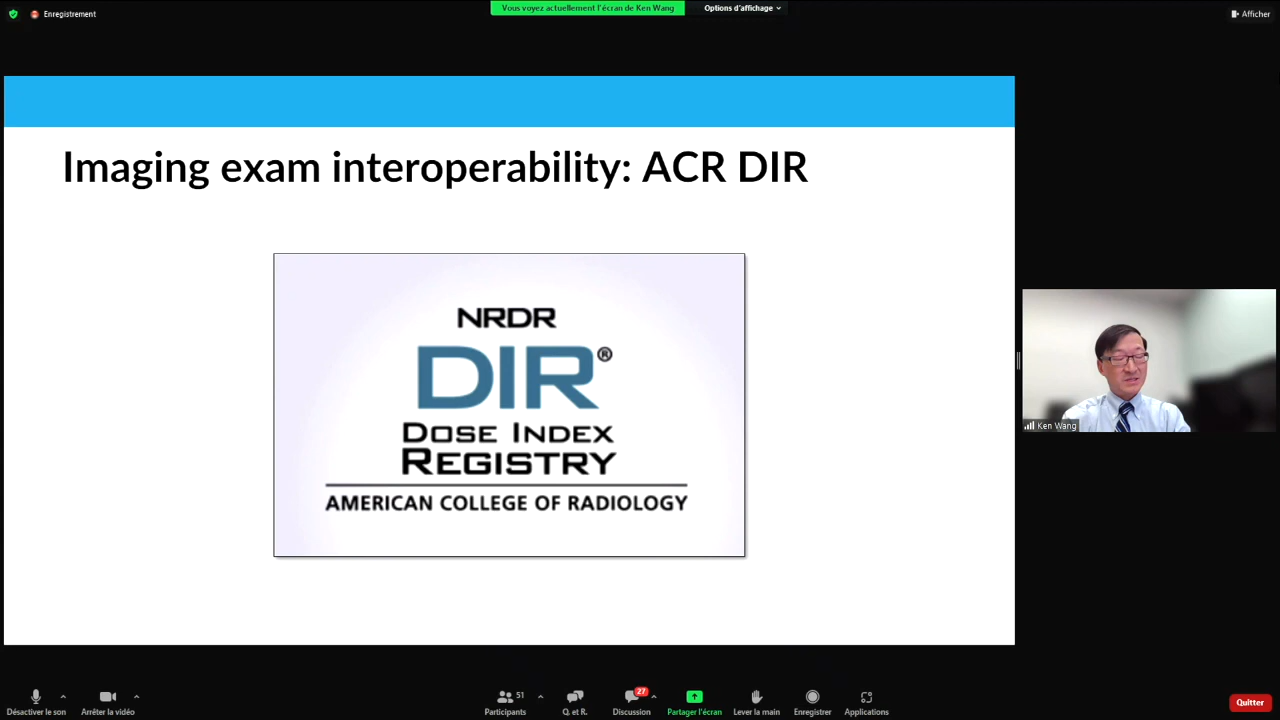 Enregistrement
Vous voyez actuellement l'écran de Ken Wang
Options d'affichage
Afficher
Imaging exam interoperability: ACR DIR
NRDR
DIR®
DOSE INDEX
REGISTRY
AMERICAN COLLEGE OF RADIOLOGY
Ken Wang
Désactiver le son
Arrêter la vidéo
51
Participants
Q. et R.
27
Discussion
Partager l'écran
Lever la main
Enregistrer
Applications
Quitter